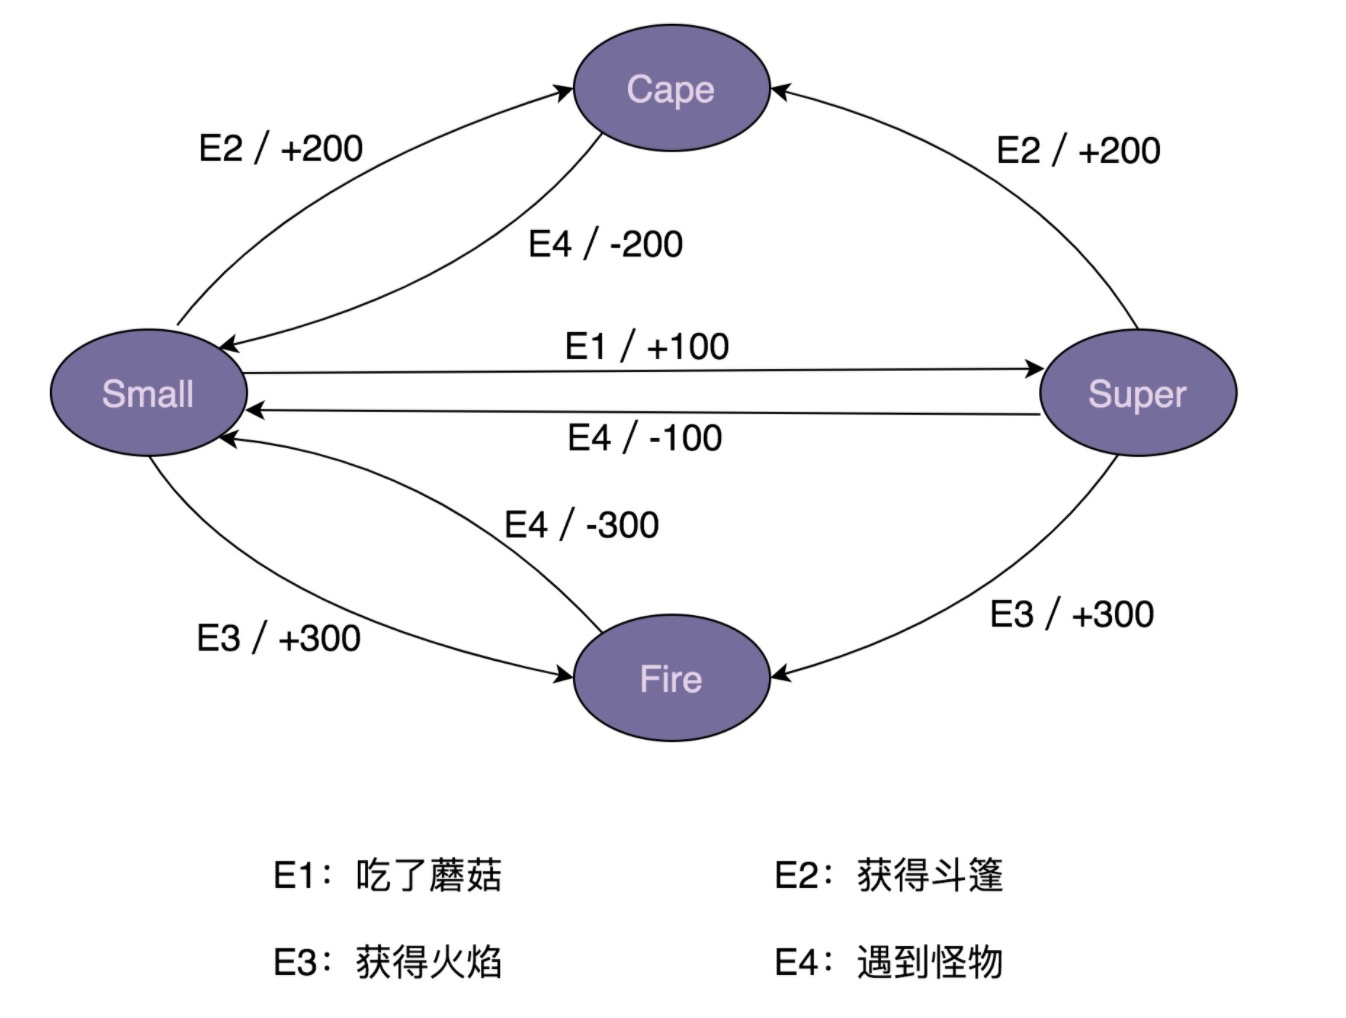 Cape
E2 / +200
E2 / +200
E4 / -200
E1 / +100
Small
Super
E4 / -100
E4 / -300
E3 / +300
E3 / +300
Fire
E1：吃了蘑菇
E2：获得斗篷
E3：获得火焰
E4：遇到怪物